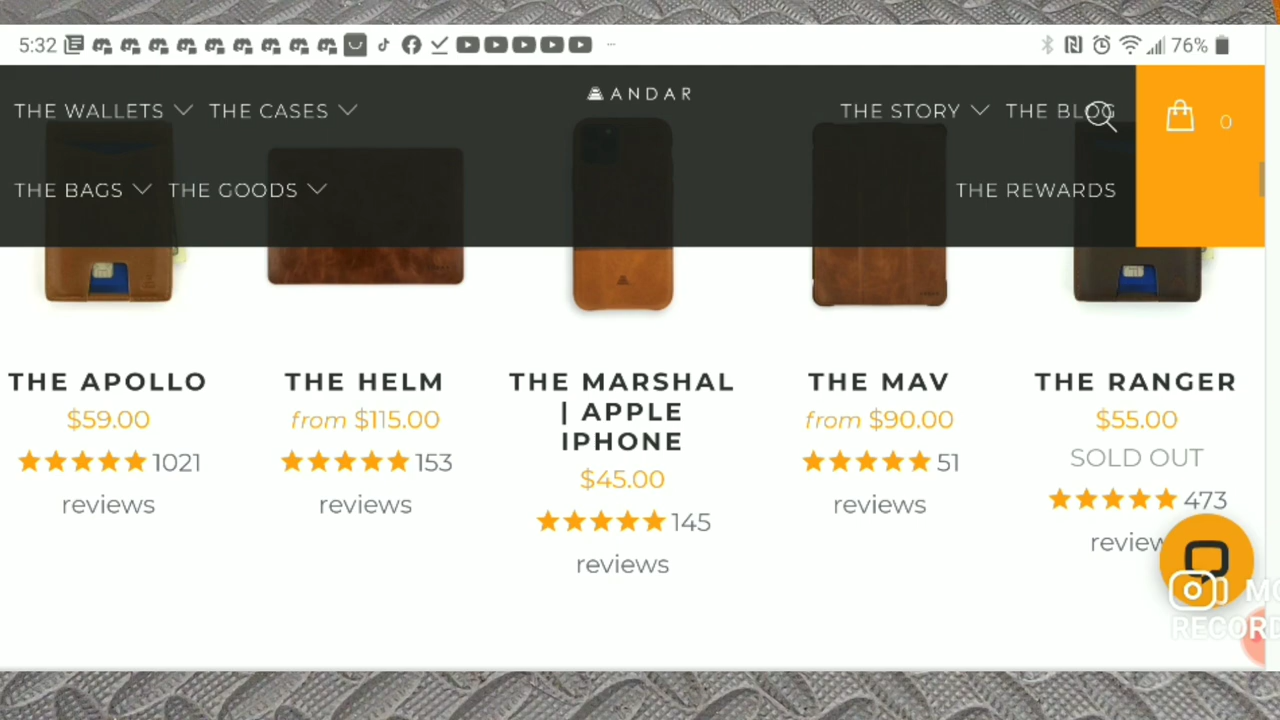 5:32
76%
ANDAR
THE WALLETS THE CASES
THE STORY THE BLOG
0
THE BAGS THE GOODS
THE REWARDS
THE APOLLO
$59.00
1021
reviews
THE HELM
from $115.00
153
reviews
THE MARSHAL
| APPLE
IPHONE
$45.00
145
reviews
THE MAV
from $90.00
51
reviews
THE RANGER
$55.00
SOLD OUT
473